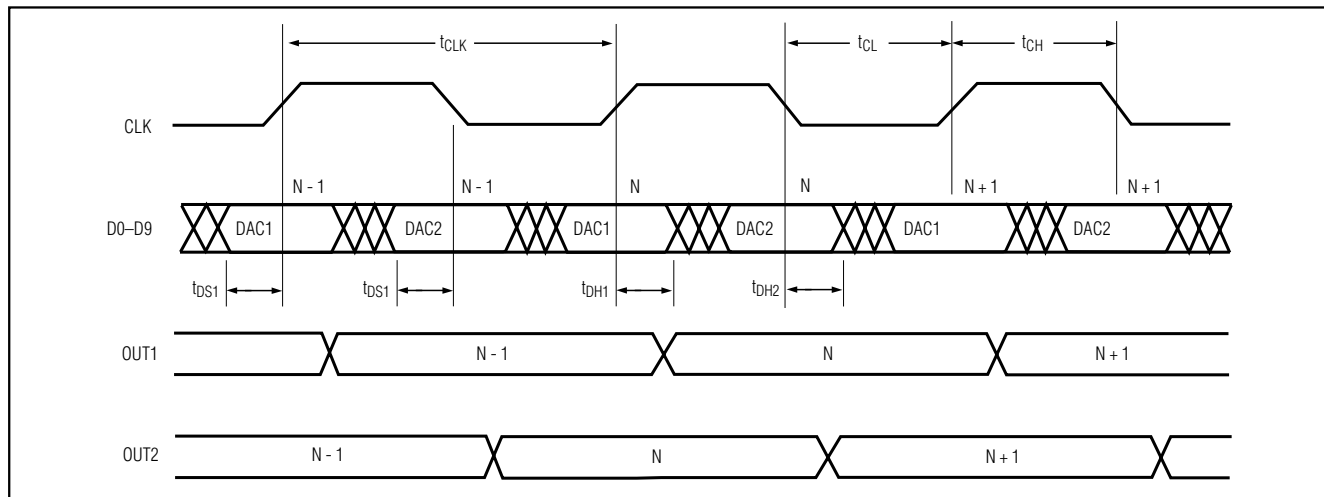 tCLK tCL tCH
CLK
N - 1 N - 1 N N N + 1 N + 1
D0–D9 DAC1 DAC2 DAC1 DAC2 DAC1 DAC2
tDS1 tDS1 tDH1 tDH2
OUT1 N - 1 N N + 1
OUT2 N - 1 N N + 1